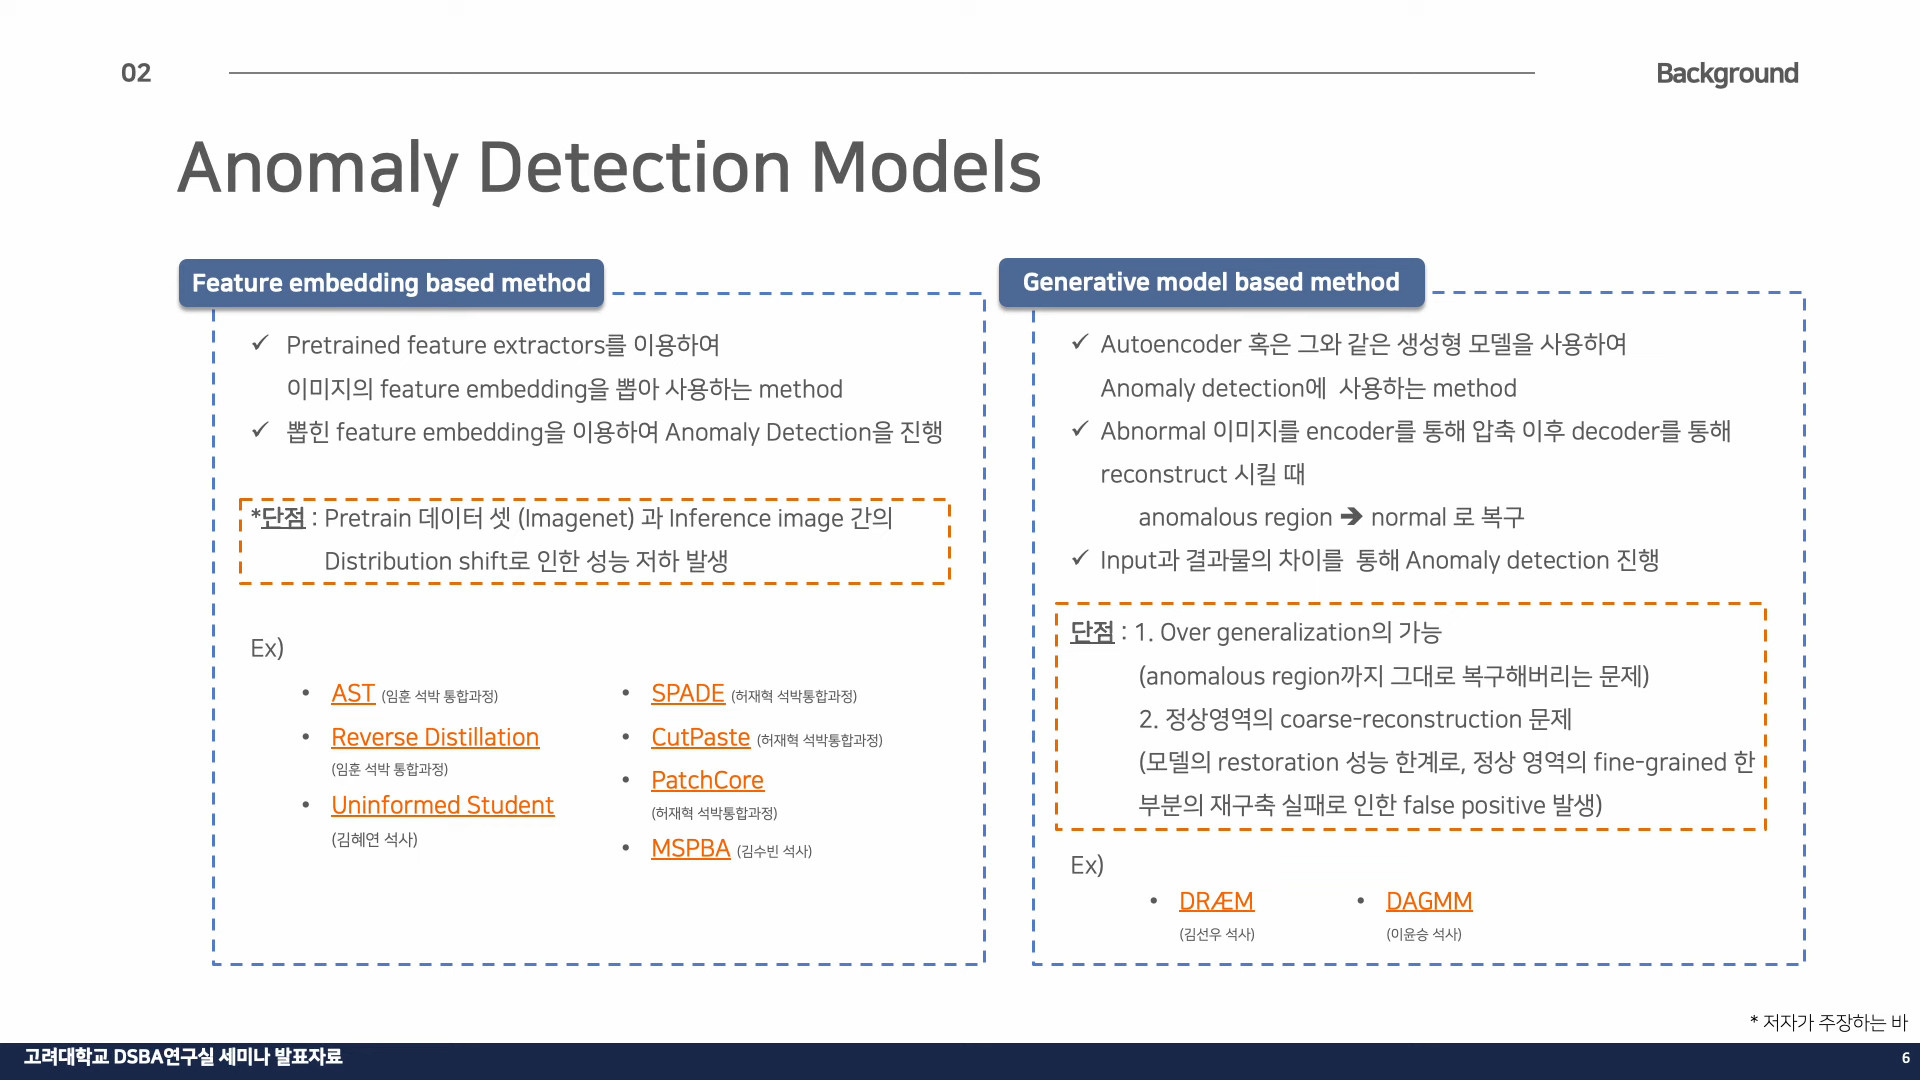 02
Background
Anomaly Detection Models
Feature embedding based method
✓ Pretrained feature extractors를 이용하여
이미지의 feature embedding을 뽑아 사용하는 method
✓ 뽑힌 feature embedding을 이용하여 Anomaly Detection을 진행
*단점 : Pretrain 데이터 셋 (Imagenet) 과 Inference image 간의
Distribution shift로 인한 성능 저하 발생
Ex)
• AST (임훈 석박 통합과정)
• Reverse Distillation
(임훈 석박 통합과정)
• Uninformed Student
(김혜연 석사)
• SPADE (허재혁 석박통합과정)
• CutPaste (허재혁 석박통합과정)
• PatchCore
(허재혁 석박통합과정)
• MSPBA (김수빈 석사)
Generative model based method
✓ Autoencoder 혹은 그와 같은 생성형 모델을 사용하여
Anomaly detection에 사용하는 method
✓ Abnormal 이미지를 encoder를 통해 압축 이후 decoder를 통해
reconstruct 시킬 때
anomalous region ➔ normal 로 복구
✓ Input과 결과물의 차이를 통해 Anomaly detection 진행
단점 : 1. Over generalization의 가능
(anomalous region까지 그대로 복구해버리는 문제)
2. 정상영역의 coarse-reconstruction 문제
(모델의 restoration 성능 한계로, 정상 영역의 fine-grained 한
부분의 재구축 실패로 인한 false positive 발생)
Ex)
• DRÆM
(김선우 석사)
• DAGMM
(이윤승 석사)
* 저자가 주장하는 바
고려대학교 DSBA연구실 세미나 발표자료
6